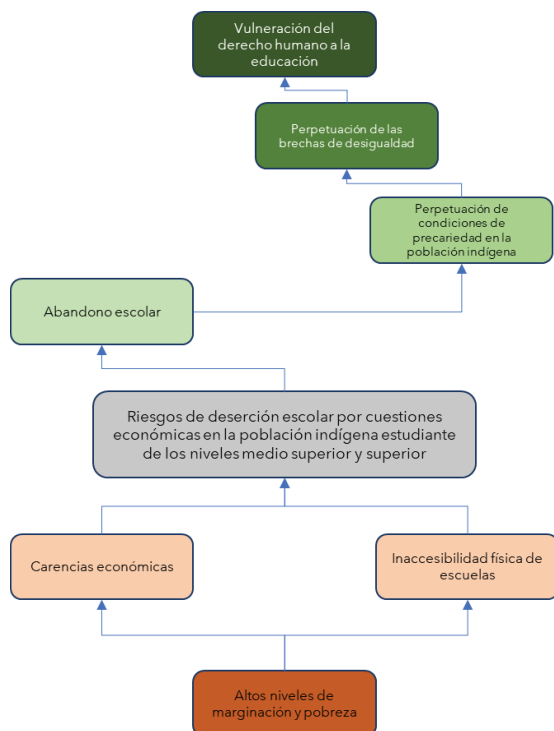 Vulneración del
derecho humano a la
educación
Perpetuación de las
brechas de desigualdad
Perpetuación de
condiciones de
precariedad en la
población indígena
Abandono escolar
Riesgos de deserción escolar por cuestiones
económicas en la población indígena estudiante
de los niveles medio superior y superior
Carencias económicas
Inaccesibilidad física de
escuelas
Altos niveles de
marginación y pobreza